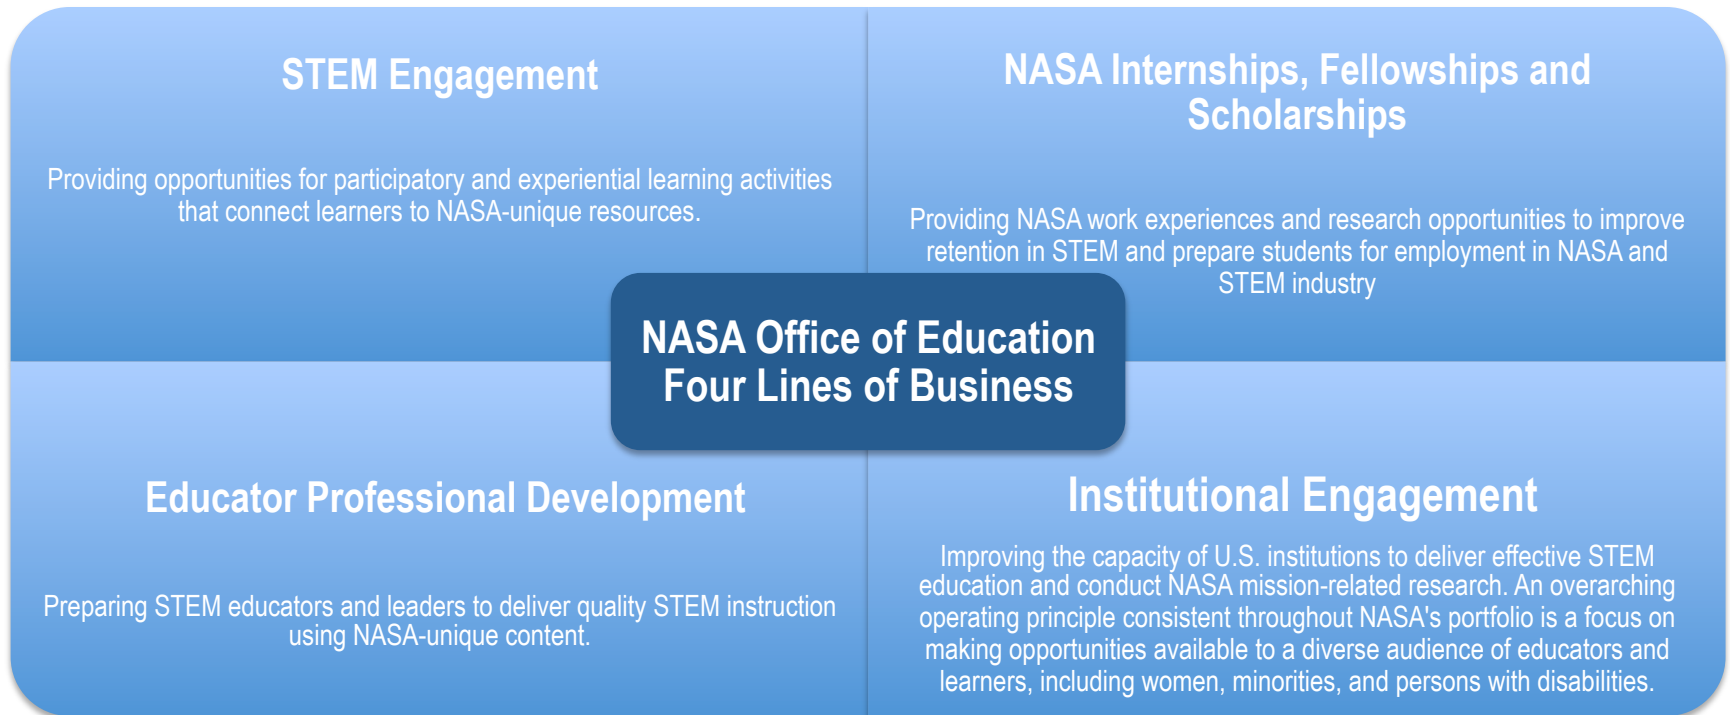 STEM Engagement
Providing opportunities for participatory and experiential learning activities
that connect learners to NASA-unique resources.
NASA Internships, Fellowships and
Scholarships
Providing NASA work experiences and research opportunities to improve
retention in STEM and prepare students for employment in NASA and
STEM industry
NASA Office of Education
Four Lines of Business
Educator Professional Development
Preparing STEM educators and leaders to deliver quality STEM instruction
using NASA-unique content.
Institutional Engagement
Improving the capacity of U.S. institutions to deliver effective STEM
education and conduct NASA mission-related research. An overarching
operating principle consistent throughout NASA's portfolio is a focus on
making opportunities available to a diverse audience of educators and
learners, including women, minorities, and persons with disabilities.